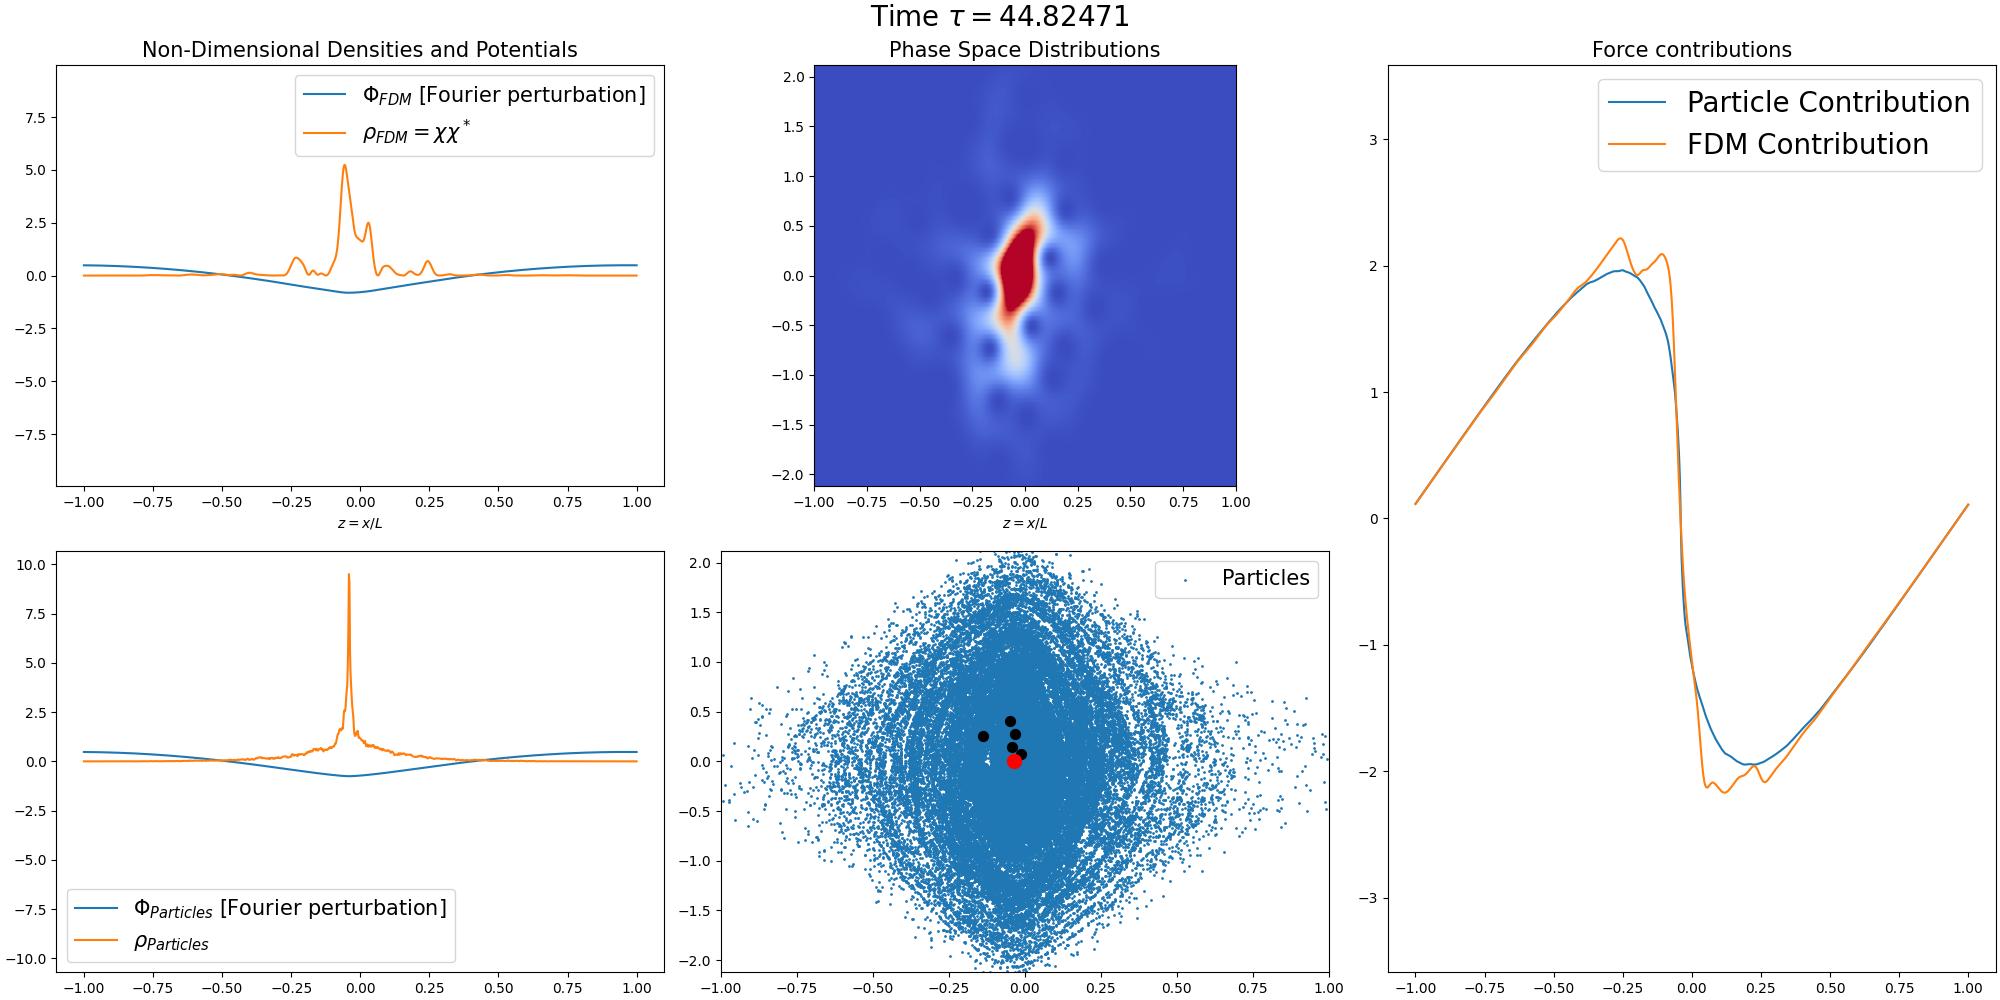 Time τ = 44.82471
Non-Dimensional Densities and Potentials
Φ_FDM [Fourier perturbation]
ρ_FDM = χχ*
7.5
5.0
2.5
0.0
−2.5
−5.0
−7.5
−1.00 −0.75 −0.50 −0.25 0.00 0.25 0.50 0.75 1.00
z = x/L
Phase Space Distributions
2.0
1.5
1.0
0.5
0.0
−0.5
−1.0
−1.5
−2.0
−1.00 −0.75 −0.50 −0.25 0.00 0.25 0.50 0.75 1.00
z = x/L
Force contributions
Particle Contribution
FDM Contribution
3
2
1
0
−1
−2
−3
−1.00 −0.75 −0.50 −0.25 0.00 0.25 0.50 0.75 1.00
10.0
7.5
5.0
2.5
0.0
−2.5
−5.0
−7.5
−10.0
Φ_Particles [Fourier perturbation]
ρ_Particles
−1.00 −0.75 −0.50 −0.25 0.00 0.25 0.50 0.75 1.00
Particles
2.0
1.5
1.0
0.5
0.0
−0.5
−1.0
−1.5
−2.0
−1.00 −0.75 −0.50 −0.25 0.00 0.25 0.50 0.75 1.00